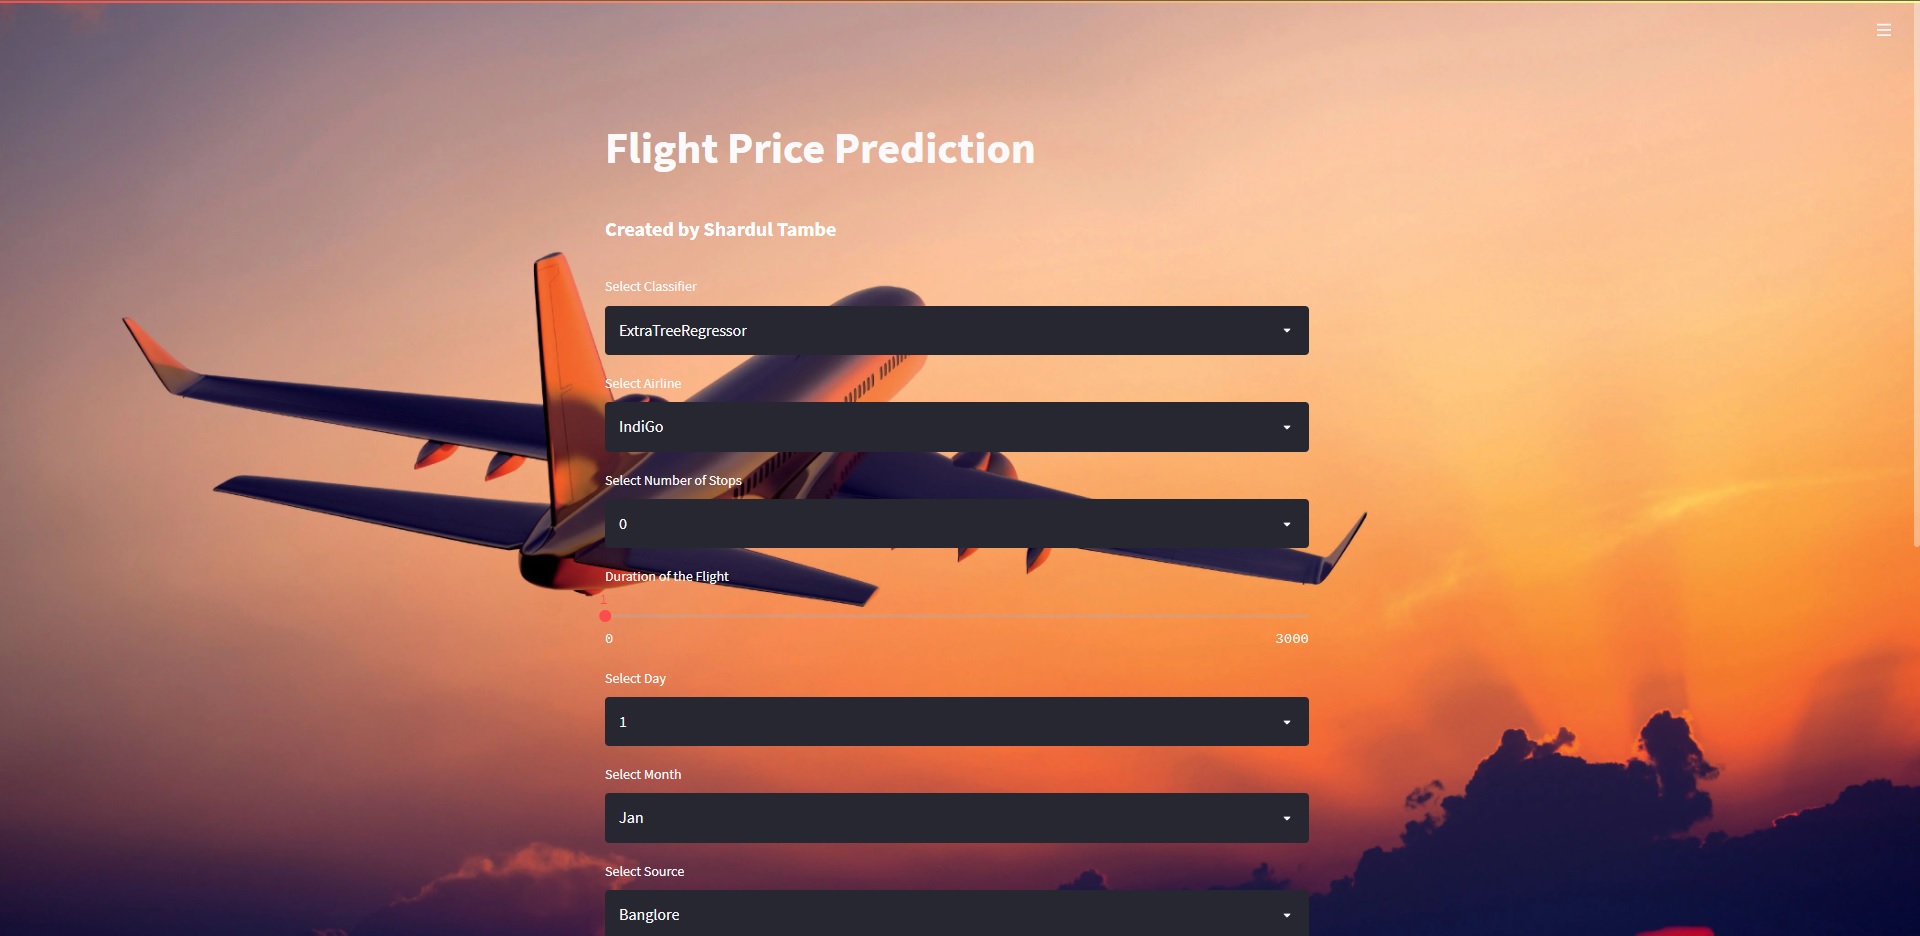 Flight Price Prediction
Created by Shardul Tambe
Select Classifier
ExtraTreeRegressor
Select Airline
IndiGo
Select Number of Stops
0
Duration of the Flight
1
0 3000
Select Day
1
Select Month
Jan
Select Source
Banglore